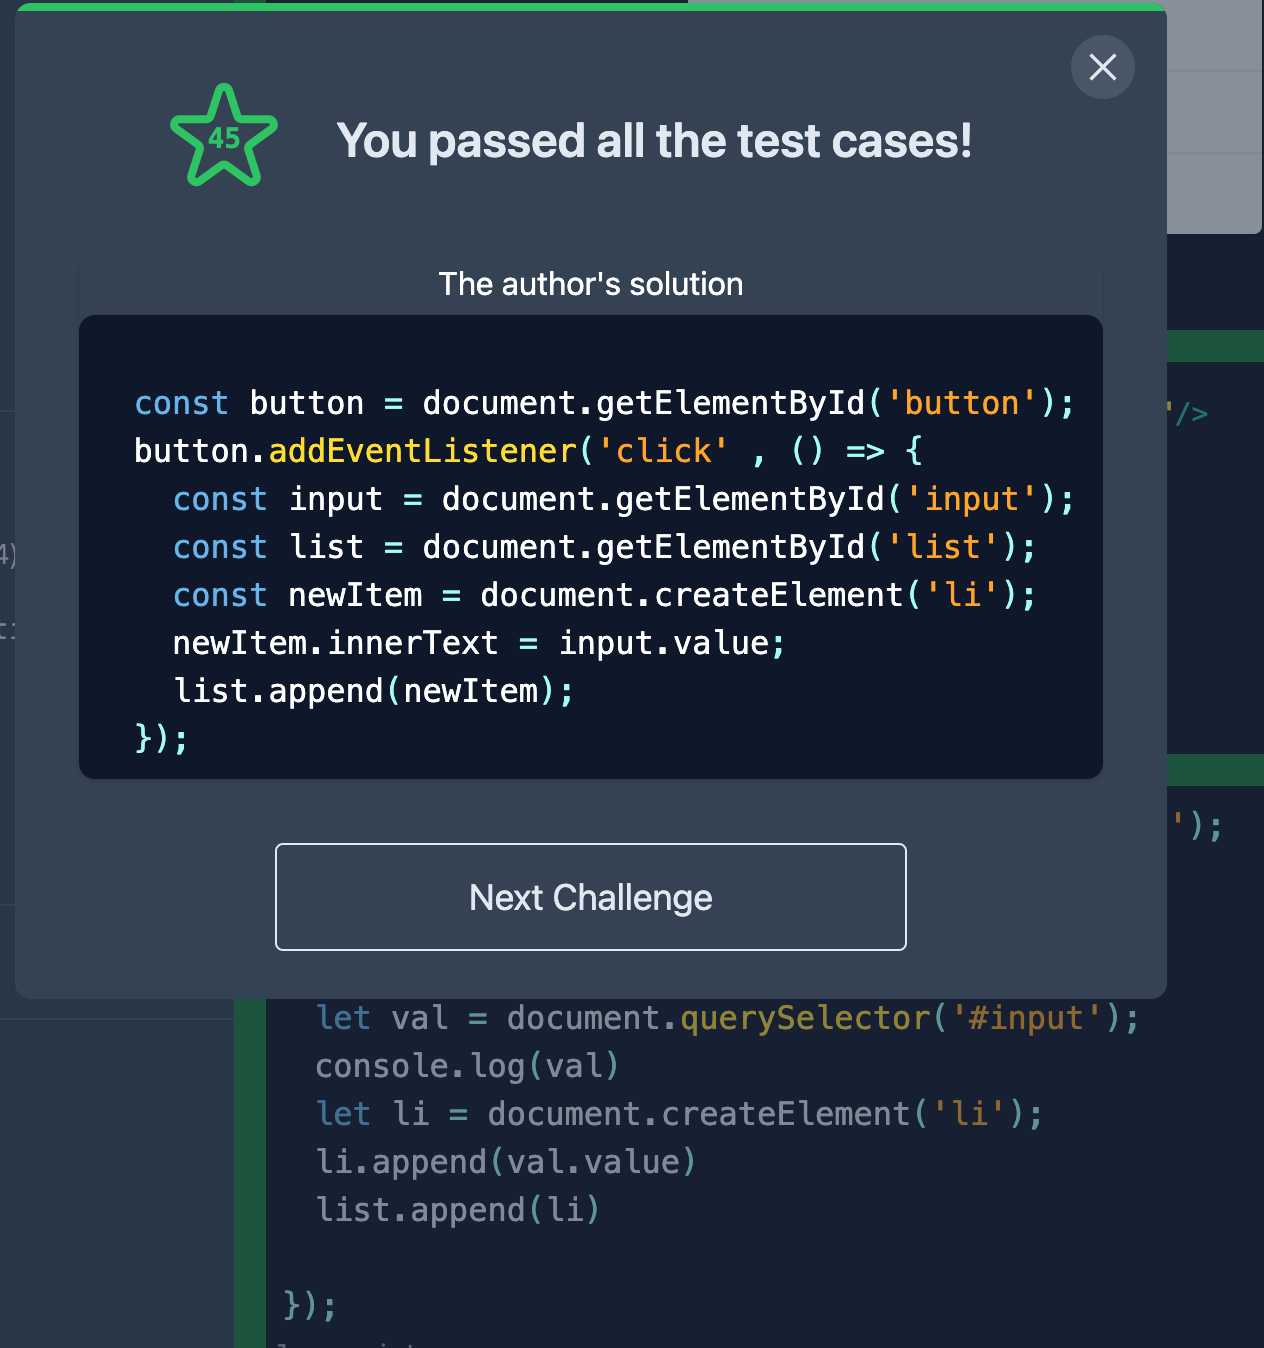 45
You passed all the test cases!
The author's solution
const button = document.getElementById('button');
button.addEventListener('click' , () => {
const input = document.getElementById('input');
const list = document.getElementById('list');
const newItem = document.createElement('li');
newItem.innerText = input.value;
list.append(newItem);
});
Next Challenge
"/>
4)
');
let val = document.querySelector('#input');
console.log(val)
let li = document.createElement('li');
li.append(val.value)
list.append(li)
});